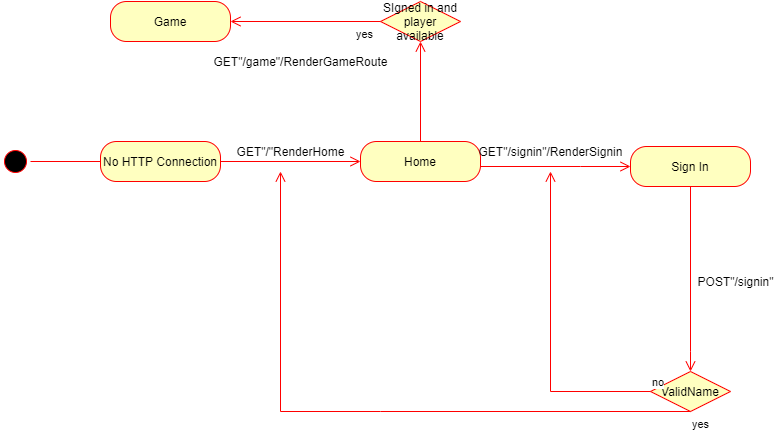 Game
SIgned in and
player
available
yes
GET"/game"/RenderGameRoute
No HTTP Connection
GET"/"RenderHome
Home
GET"/signin"/RenderSignin
Sign In
POST"/signin"
no
ValidName
yes